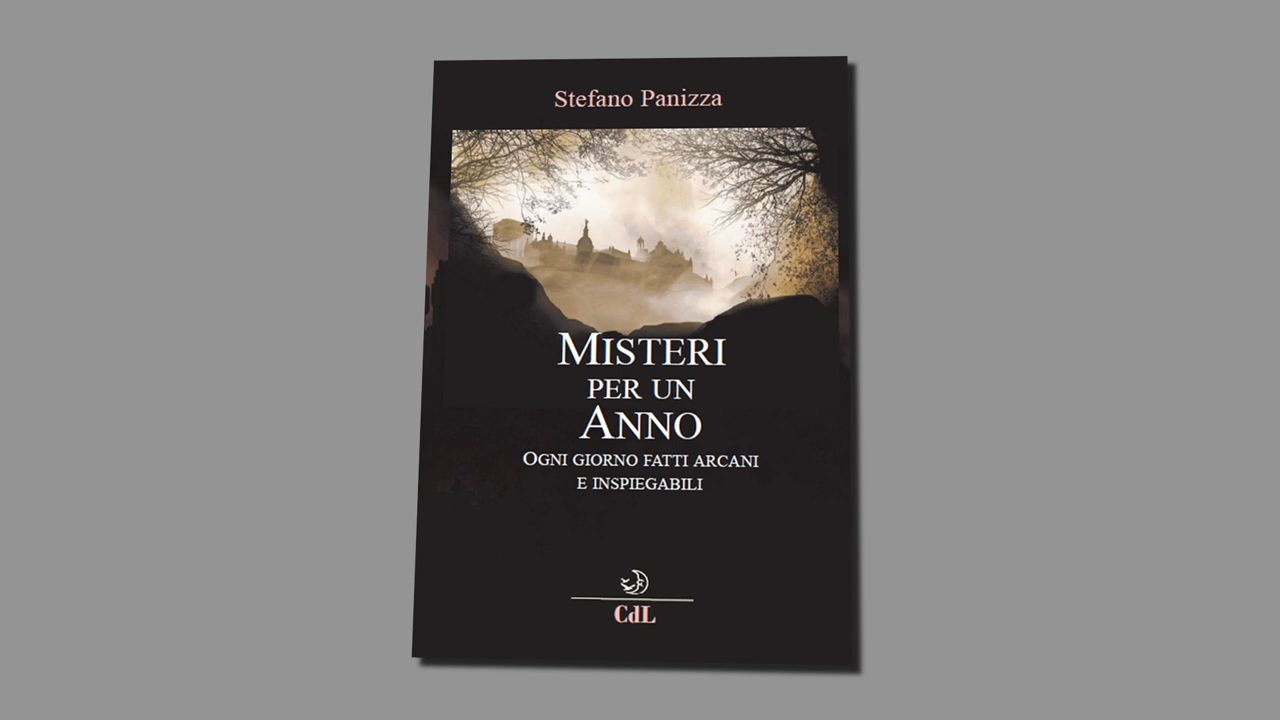 Stefano Panizza
MISTERI
PER UN
ANNO
OGNI GIORNO FATTI ARCANI
E INSPIEGABILI
CdL